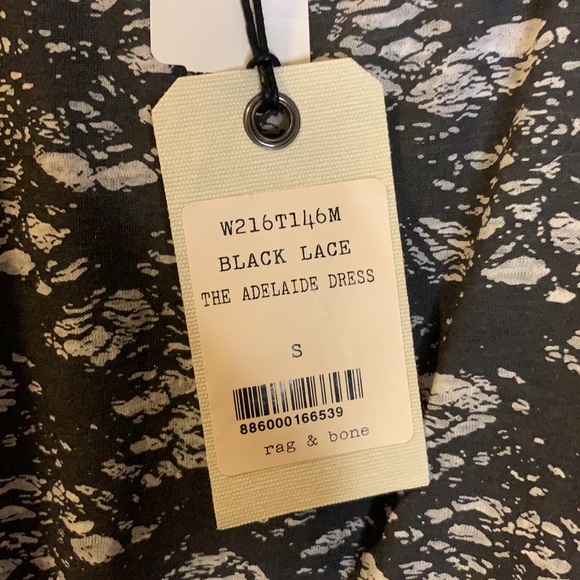 W216T146M
BLACK LACE
THE ADELAIDE DRESS
S
886000166539
rag & bone